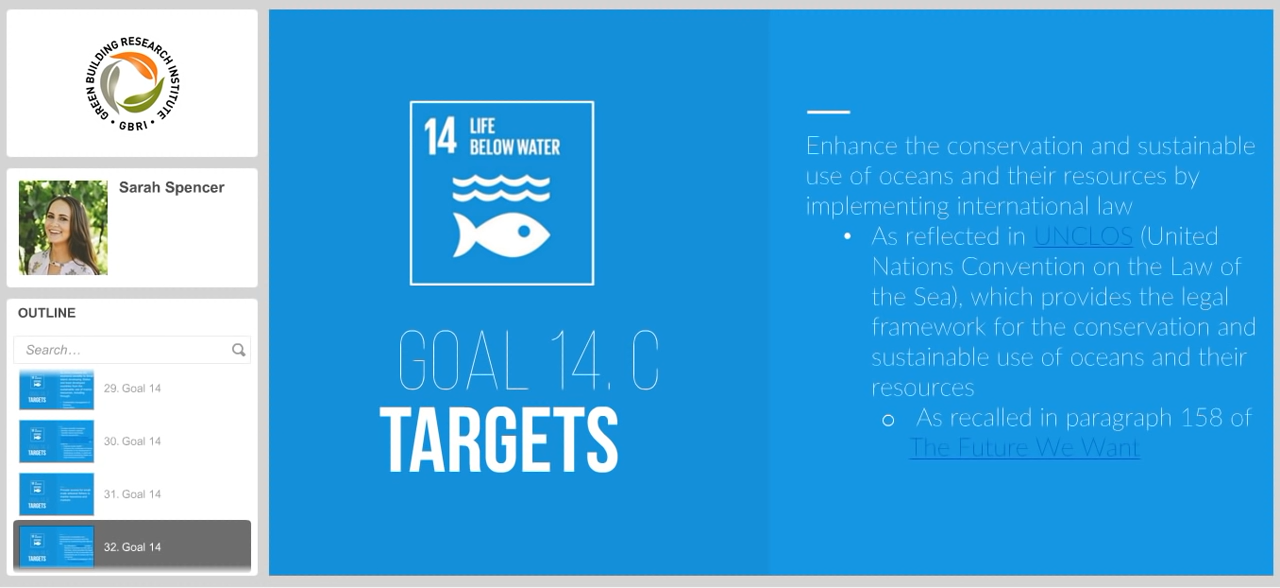 GREEN BUILDING RESEARCH INSTITUTE
• GBRI •
Sarah Spencer
OUTLINE
Search...
29. Goal 14
30. Goal 14
31. Goal 14
32. Goal 14
TARGETS
TARGETS
TARGETS
TARGETS
14 LIFE
BELOW WATER
GOAL 14. C
TARGETS
Enhance the conservation and sustainable
use of oceans and their resources by
implementing international law
• As reflected in UNCLOS (United
Nations Convention on the Law of
the Sea), which provides the legal
framework for the conservation and
sustainable use of oceans and their
resources
o As recalled in paragraph 158 of
The Future We Want